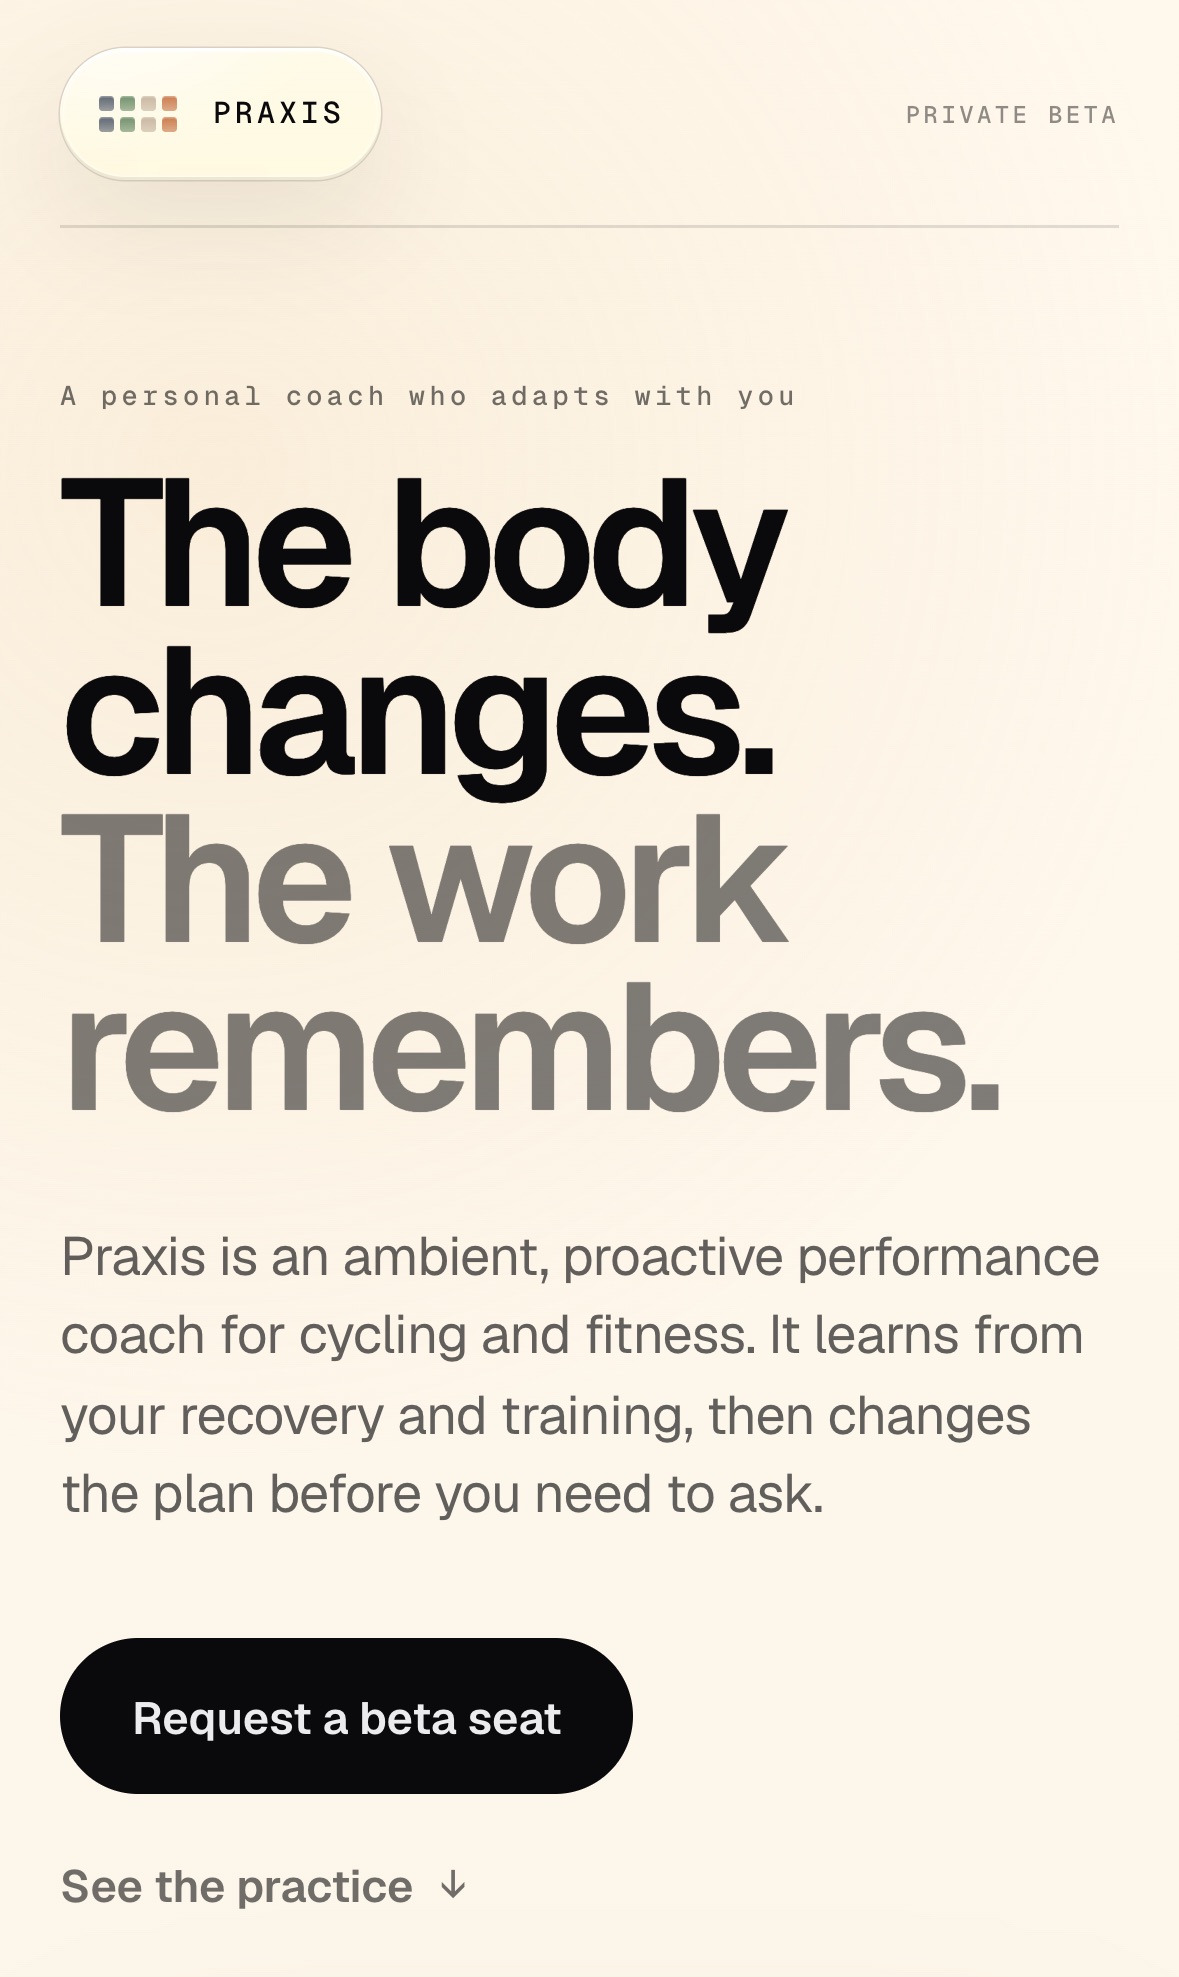 PRAXIS
PRIVATE BETA
A personal coach who adapts with you
The body
changes.
The work
remembers.
Praxis is an ambient, proactive performance
coach for cycling and fitness. It learns from
your recovery and training, then changes
the plan before you need to ask.
Request a beta seat
See the practice ↓